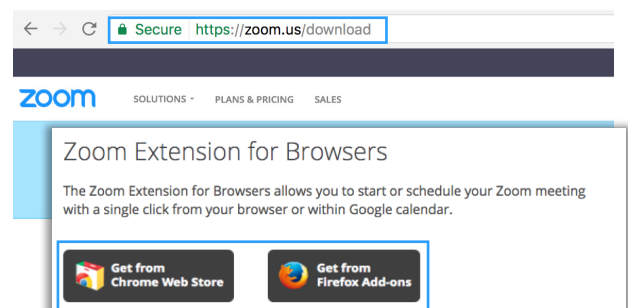 Secure https://zoom.us/download
zoom SOLUTIONS PLANS & PRICING SALES
Zoom Extension for Browsers
The Zoom Extension for Browsers allows you to start or schedule your Zoom meeting
with a single click from your browser or within Google calendar.
Get from
Chrome Web Store
Get from
Firefox Add-ons